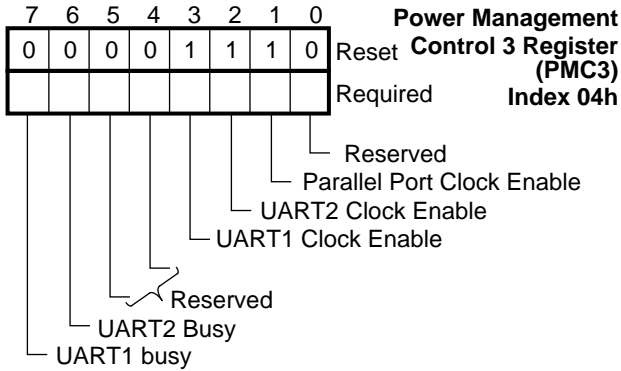 7 6 5 4 3 2 1 0
Power Management
0 0 0 0 1 1 1 0 Reset
Control 3 Register
(PMC3)
Required
Index 04h
Reserved
Parallel Port Clock Enable
UART2 Clock Enable
UART1 Clock Enable
Reserved
UART2 Busy
UART1 busy